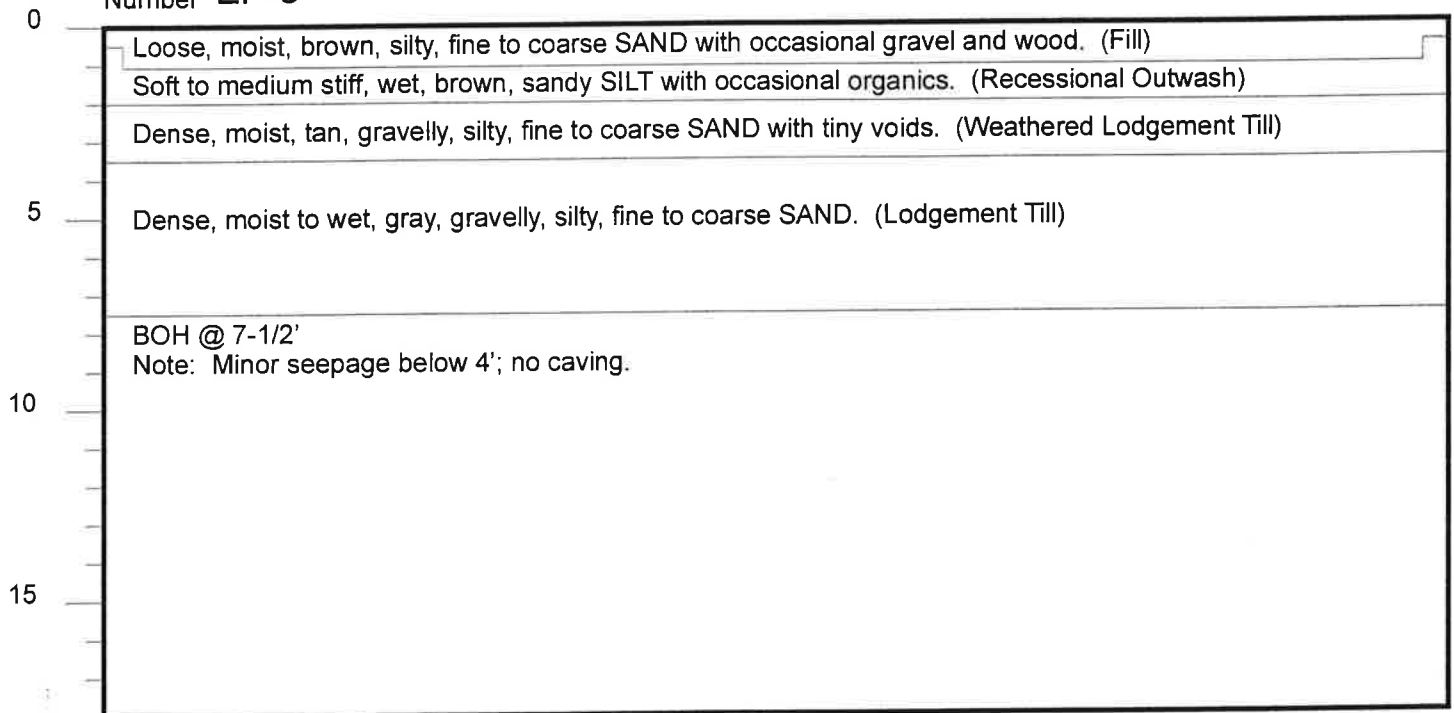 0
Loose, moist, brown, silty, fine to coarse SAND with occasional gravel and wood. (Fill)
Soft to medium stiff, wet, brown, sandy SILT with occasional organics. (Recessional Outwash)
Dense, moist, tan, gravelly, silty, fine to coarse SAND with tiny voids. (Weathered Lodgement Till)
5
Dense, moist to wet, gray, gravelly, silty, fine to coarse SAND. (Lodgement Till)
BOH @ 7-1/2'
Note: Minor seepage below 4'; no caving.
10
15